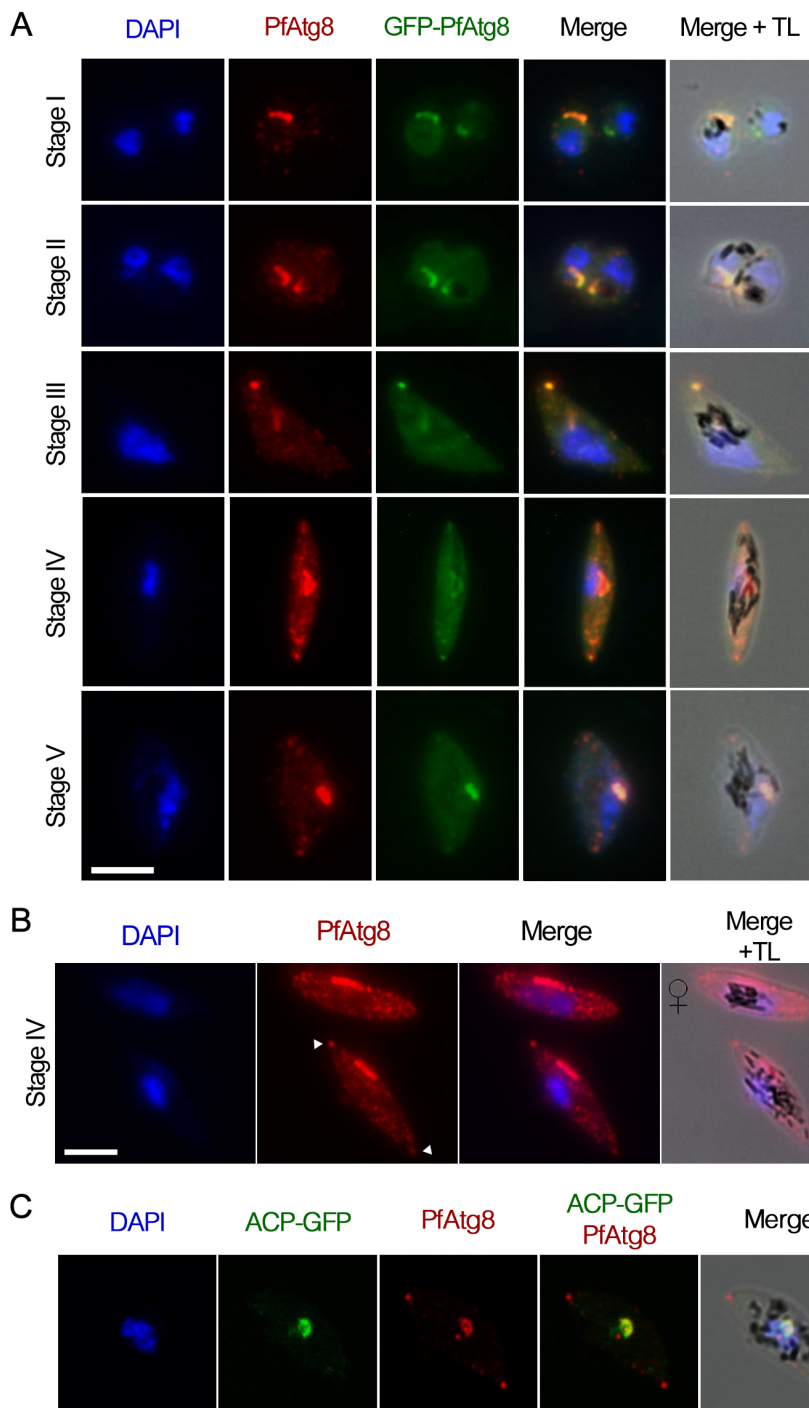 A
DAPI PfAtg8 GFP-PfAtg8 Merge Merge + TL
Stage I
Stage II
Stage III
Stage IV
Stage V
B
DAPI PfAtg8 Merge Merge
+TL
Stage IV
♀
C
DAPI ACP-GFP PfAtg8 ACP-GFP
PfAtg8 Merge